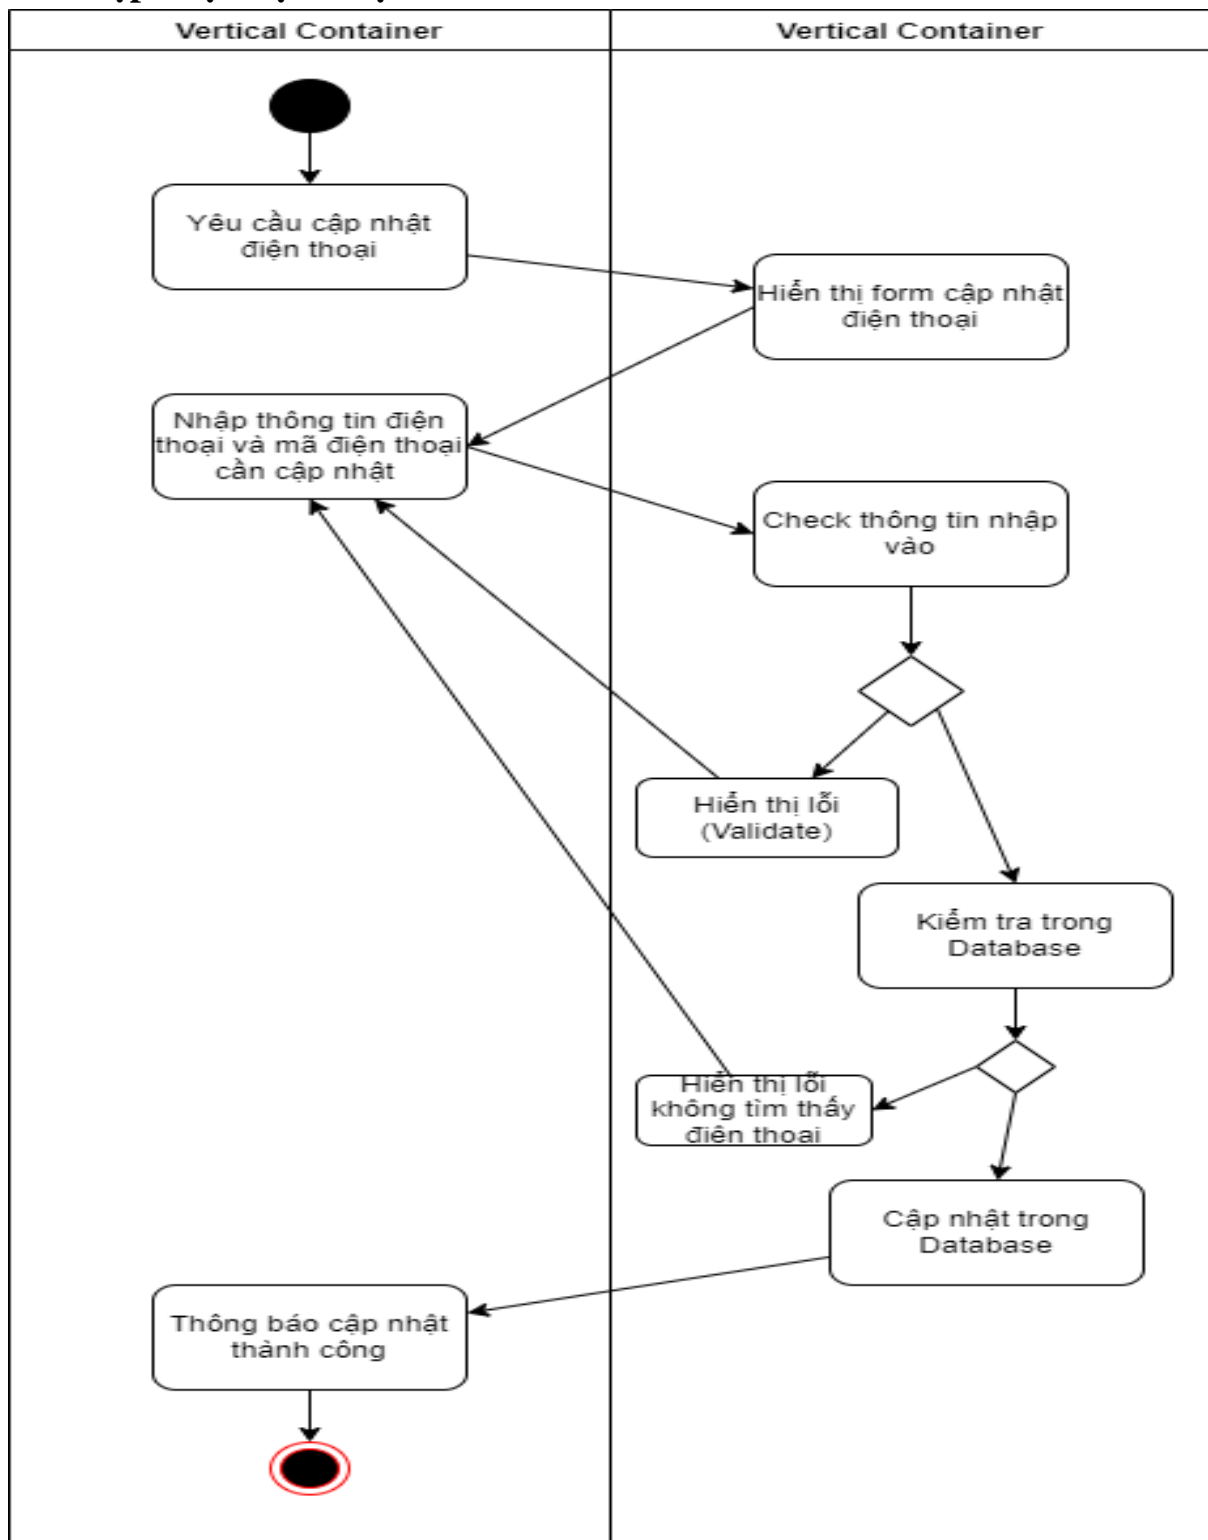 Vertical Container
Vertical Container
Yêu cầu cập nhật
điện thoại
Hiển thị form cập nhật
điện thoại
Nhập thông tin điện
thoại và mã điện thoại
cần cập nhật
Check thông tin nhập
vào
Hiển thị lỗi
(Validate)
Kiểm tra trong
Database
Hiển thị lỗi
không tìm thấy
điện thoại
Cập nhật trong
Database
Thông báo cập nhật
thành công